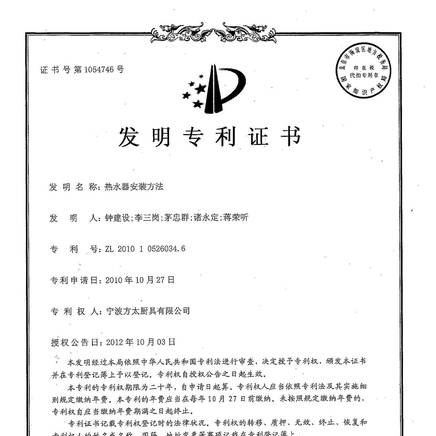 证书号第1054746号
印花税
代扣专用章
发明专利证书
发明名称:热水器安装方法
发明人:钟建设;李三岗;茅忠群;诸永定;蒋荣昕
专利号:ZL 2010 1 0526034.6
专利申请日:2010年10月27日
专利权人:宁波方太厨具有限公司
授权公告日:2012年10月03日
本发明经过本局依照中华人民共和国专利法进行审查,决定授予专利权,颁发本证书
并在专利登记簿上予以登记。专利权自授权公告之日起生效。
本专利的专利权期限为二十年,自申请日起算。专利权人应当依照专利法及其实施细
则规定缴纳年费。本专利的年费应当在每年10月27日前缴纳。未按照规定缴纳年费的,
专利权自应当缴纳年费期满之日起终止。
专利证书记载专利权登记时的法律状况。专利权的转移、质押、无效、终止、恢复和